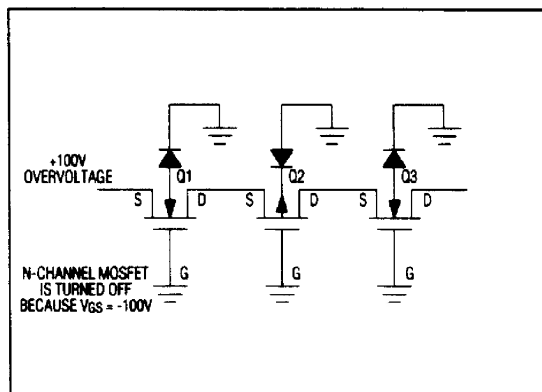 Q1
Q2
Q3
+100V
OVERVOLTAGE
S
D
S
D
S
D
G
G
G
N-CHANNEL MOSFET
IS TURNED OFF
BECAUSE VGS = -100V